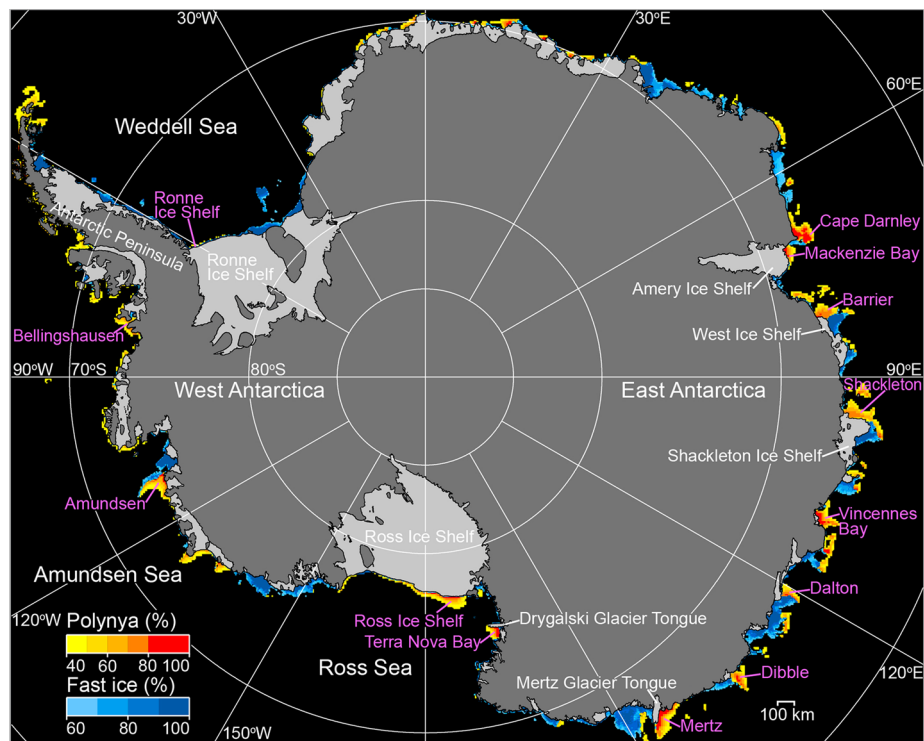 30°W
30°E
60°E
Weddell Sea
Ronne
Ice Shelf
Antarctic Peninsula
Ronne
Ice Shelf
Cape Darnley
Mackenzie Bay
Amery Ice Shelf
Barrier
West Ice Shelf
Bellingshausen
90°W
70°S
80°S
West Antarctica
East Antarctica
90°E
Shackleton
Shackleton Ice Shelf
Amundsen
Vincennes
Bay
Ross Ice Shelf
Amundsen Sea
Dalton
120°W
Ross Ice Shelf
Terra Nova Bay
Drygalski Glacier Tongue
Polynya (%)
40 60 80 100
Ross Sea
Fast ice (%)
60 80 100
Mertz Glacier Tongue
Dibble
120°E
100 km
Mertz
150°W